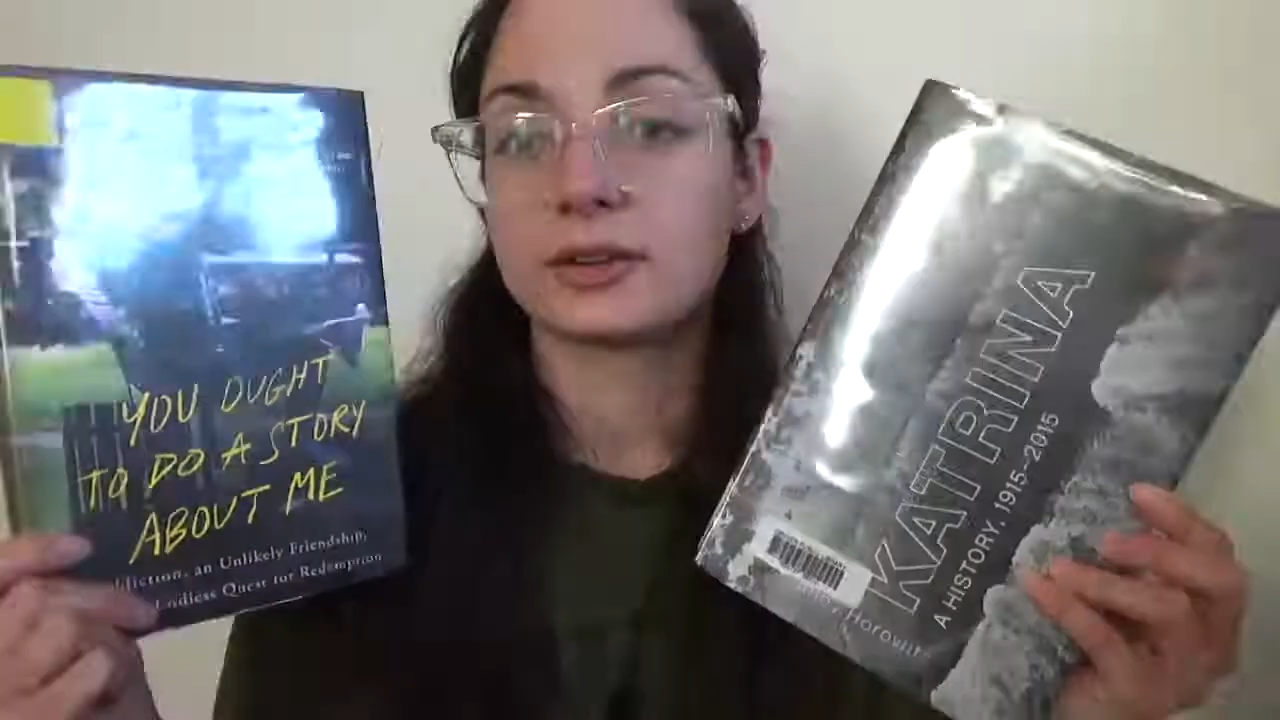 YOU OUGHT
TO DO A STORY
ABOUT ME
an Unlikely Friendship,
Endless Quest for Redemption
KATRINA
A HISTORY, 1915–2015
Horowitz